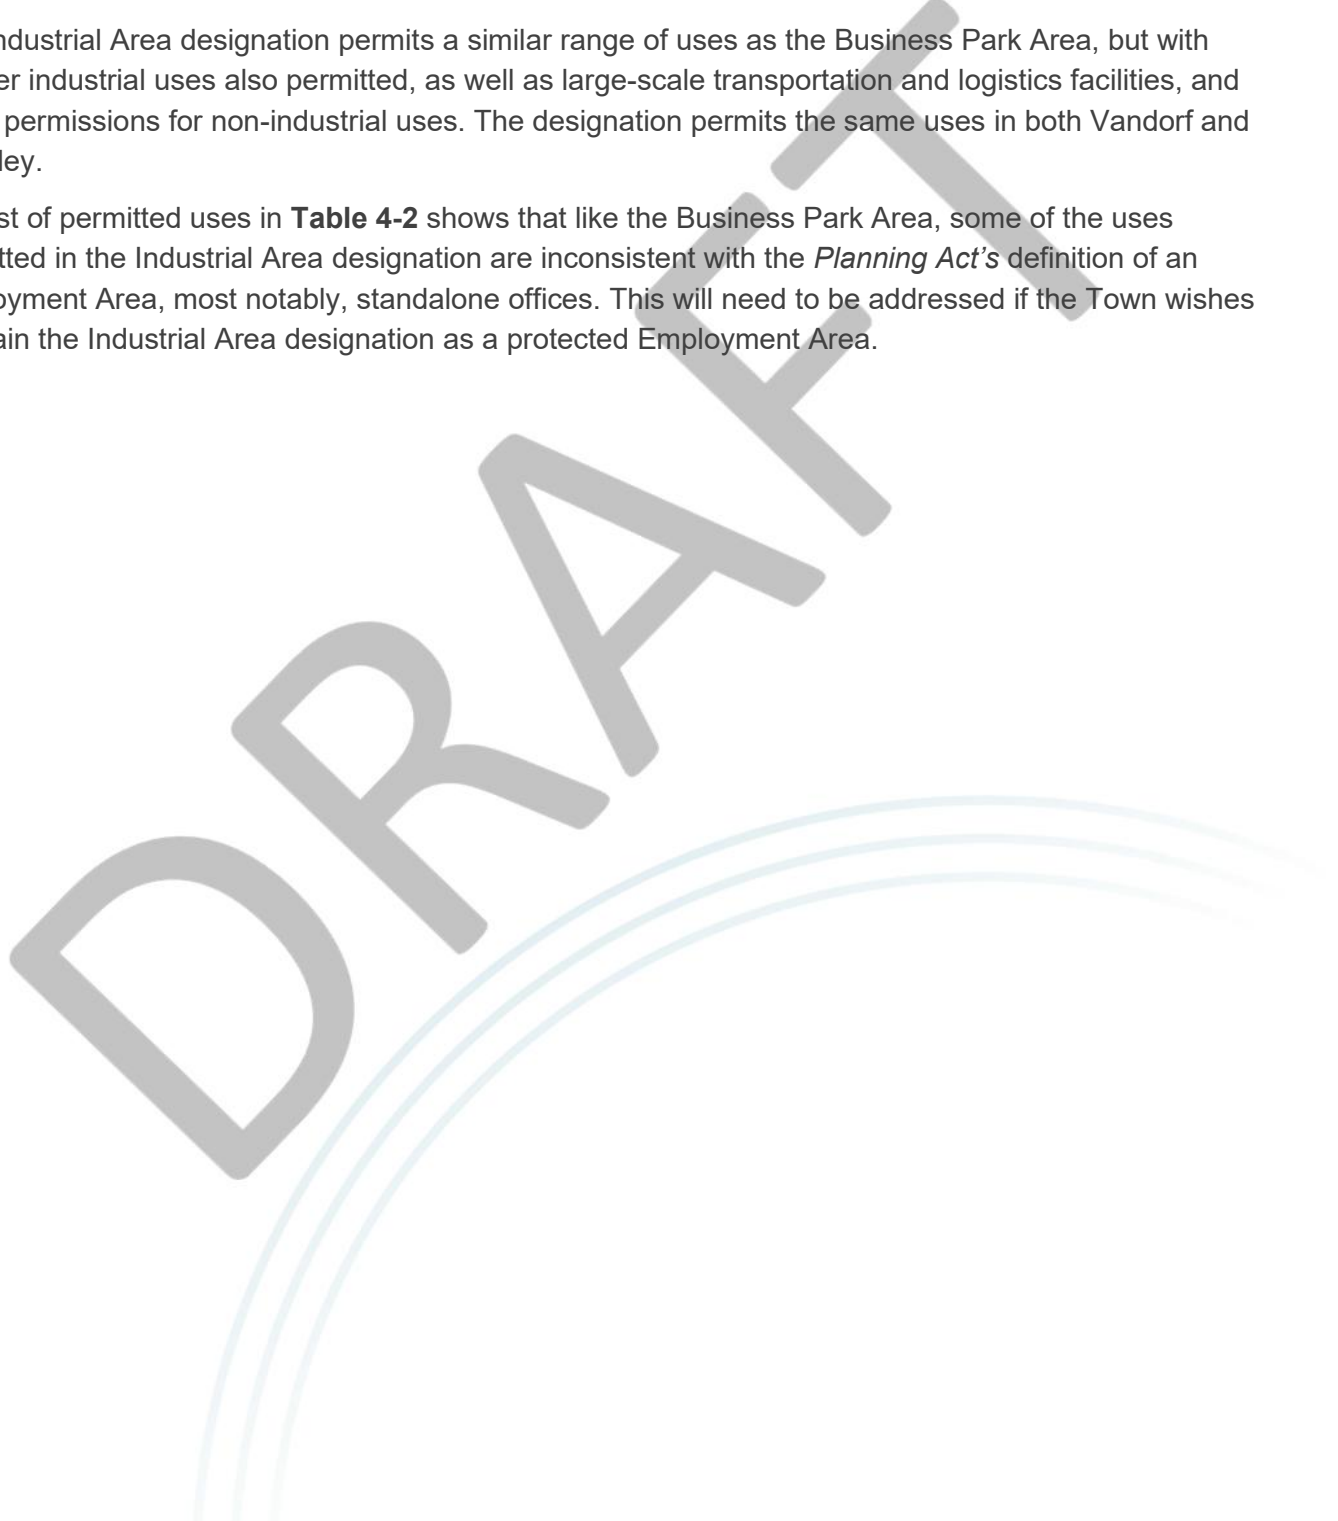 ndustrial Area designation permits a similar range of uses as the Business Park Area, but with
er industrial uses also permitted, as well as large-scale transportation and logistics facilities, and
permissions for non-industrial uses. The designation permits the same uses in both Vandorf and
ley.
st of permitted uses in Table 4-2 shows that like the Business Park Area, some of the uses
tted in the Industrial Area designation are inconsistent with the Planning Act’s definition of an
oyment Area, most notably, standalone offices. This will need to be addressed if the Town wishes
ain the Industrial Area designation as a protected Employment Area.
DRAFT